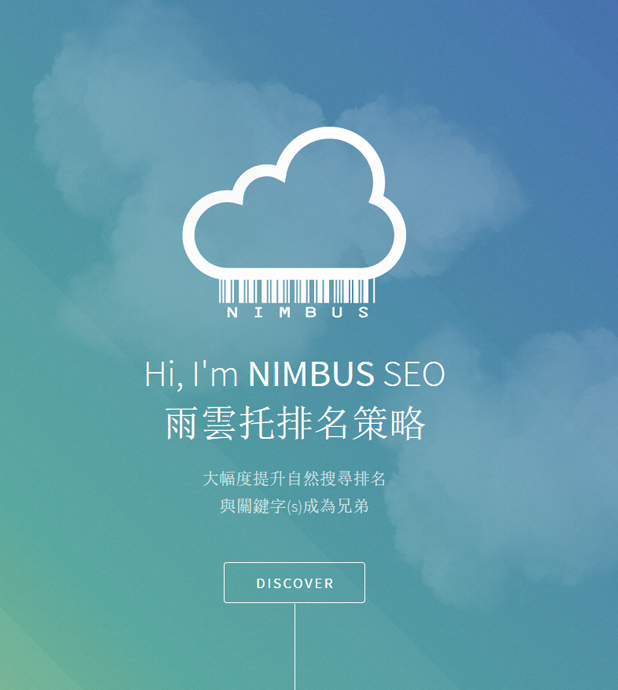 NIMBUS
Hi, I'm NIMBUS SEO
雨雲托排名策略
大幅度提升自然搜尋排名
與關鍵字(s)成為兄弟
DISCOVER